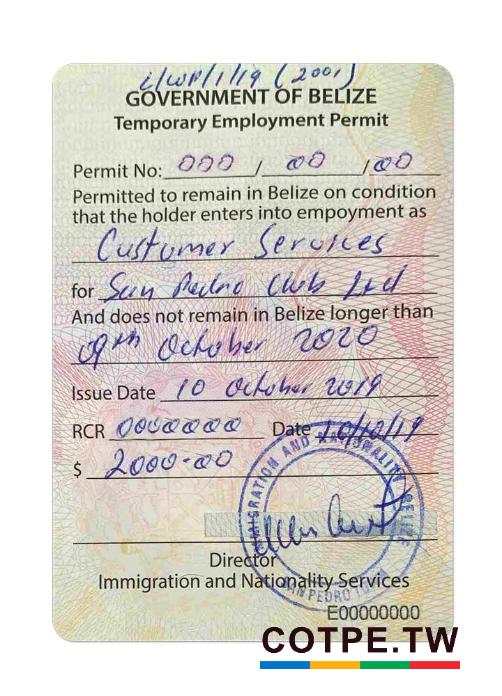 i/WP/1/19 (2001)
GOVERNMENT OF BELIZE
Temporary Employment Permit
Permit No: 000 / 00 / 00
Permitted to remain in Belize on condition
that the holder enters into empoyment as
Customer Services
for San Pedro Club Ltd
And does not remain in Belize longer than
09th October 2020
Issue Date 10 October 2019
RCR 0000000 Date 10/10/19
$ 2000-00
IMMIGRATION AND NATIONALITY BELIZE
SAN PEDRO TOWN
Director
Immigration and Nationality Services
E00000000
COTPE.TW